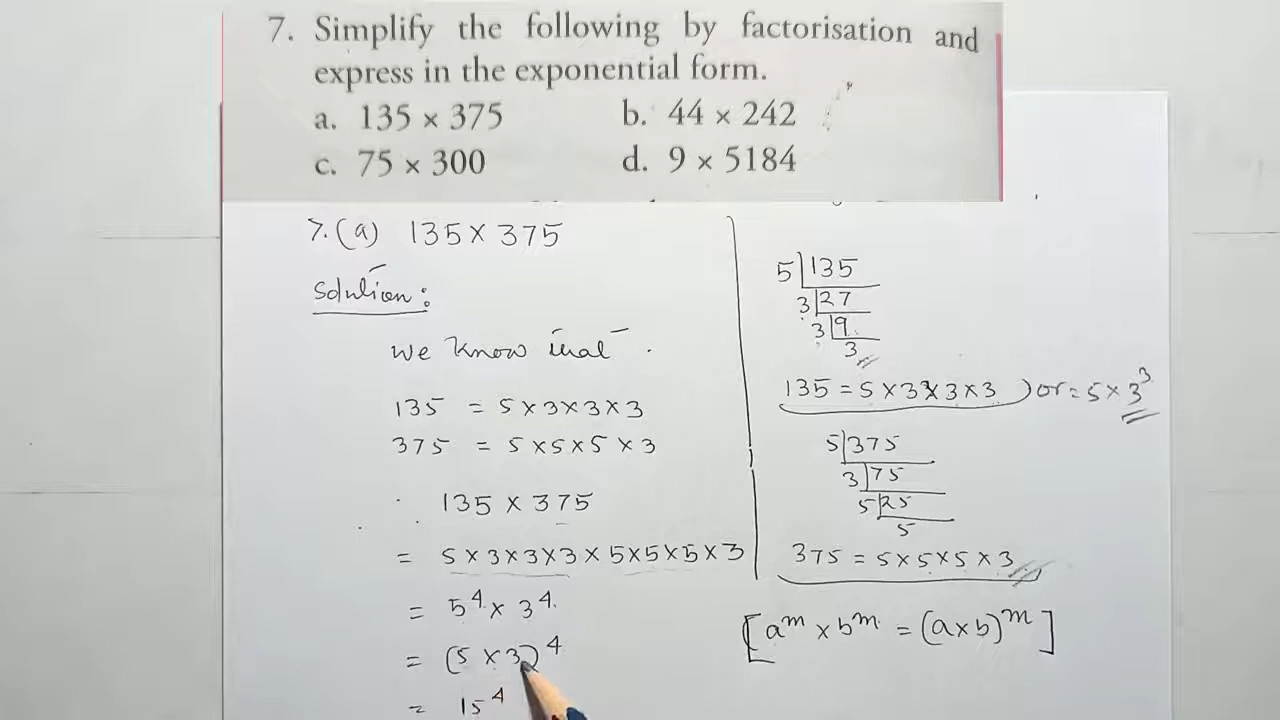 7. Simplify the following by factorisation and
express in the exponential form.
a. 135 × 375 b. 44 × 242
c. 75 × 300 d. 9 × 5184
7.(a) 135 × 375
Solution:
We know that
135 = 5 × 3 × 3 × 3
375 = 5 × 5 × 5 × 3
135 × 375
= 5 × 3 × 3 × 3 × 5 × 5 × 5 × 3
= 5⁴ × 3⁴
= (5 × 3)⁴
= 15⁴
5 135
3 27
3 9
3
135 = 5 × 3 × 3 × 3 ) or = 5 × 3³
5 375
3 75
5 25
5
375 = 5 × 5 × 5 × 3
[aᵐ × bᵐ = (a × b)ᵐ]